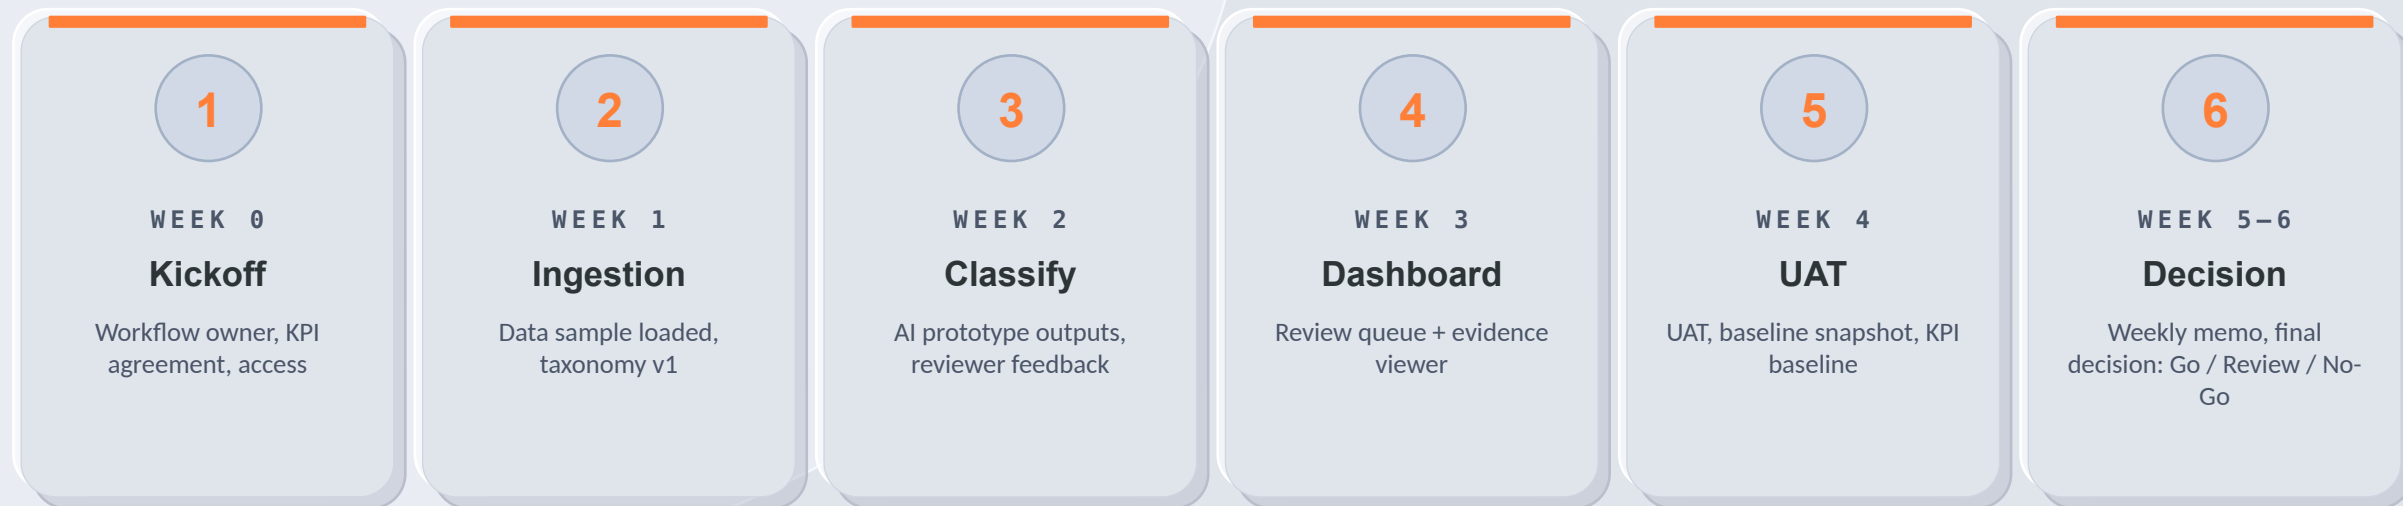 1
WEEK 0
Kickoff
Workflow owner, KPI
agreement, access
2
WEEK 1
Ingestion
Data sample loaded,
taxonomy v1
3
WEEK 2
Classify
AI prototype outputs,
reviewer feedback
4
WEEK 3
Dashboard
Review queue + evidence
viewer
5
WEEK 4
UAT
UAT, baseline snapshot, KPI
baseline
6
WEEK 5–6
Decision
Weekly memo, final
decision: Go / Review / No-
Go